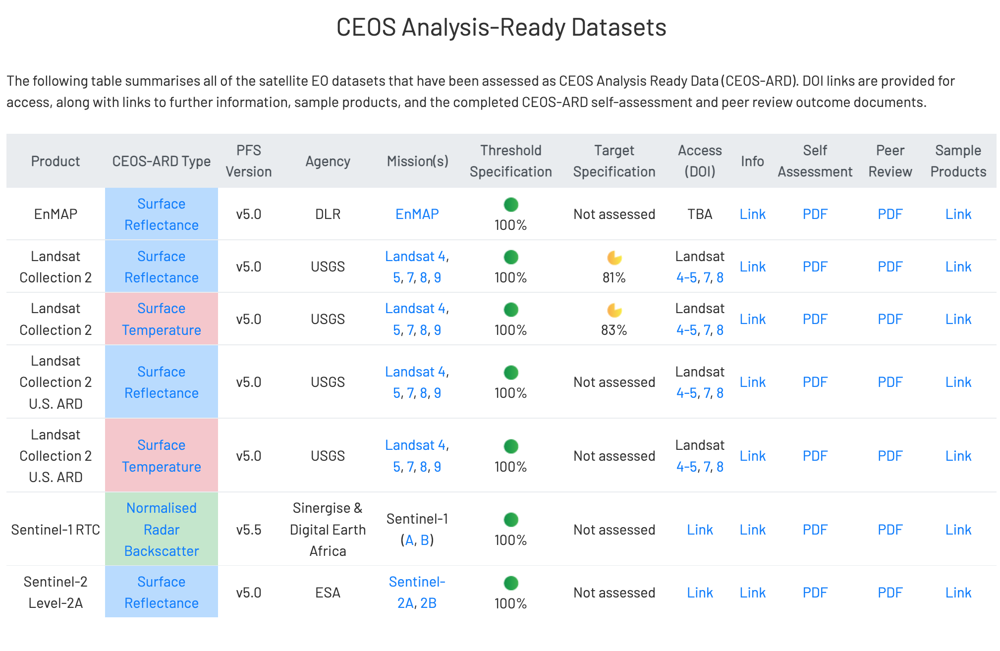 CEOS Analysis-Ready Datasets
The following table summarises all of the satellite EO datasets that have been assessed as CEOS Analysis Ready Data (CEOS-ARD). DOI links are provided for
access, along with links to further information, sample products, and the completed CEOS-ARD self-assessment and peer review outcome documents.
Product CEOS-ARD Type PFS Version Agency Mission(s) Threshold Specification Target Specification Access (DOI) Info Self Assessment Peer Review Sample Products
EnMAP Surface Reflectance v5.0 DLR EnMAP 100% Not assessed TBA Link PDF PDF Link
Landsat Collection 2 Surface Reflectance v5.0 USGS Landsat 4, 5, 7, 8, 9 100% 81% Landsat 4-5, 7, 8 Link PDF PDF Link
Landsat Collection 2 Surface Temperature v5.0 USGS Landsat 4, 5, 7, 8, 9 100% 83% Landsat 4-5, 7, 8 Link PDF PDF Link
Landsat Collection 2 U.S. ARD Surface Reflectance v5.0 USGS Landsat 4, 5, 7, 8, 9 100% Not assessed Landsat 4-5, 7, 8 Link PDF PDF Link
Landsat Collection 2 U.S. ARD Surface Temperature v5.0 USGS Landsat 4, 5, 7, 8, 9 100% Not assessed Landsat 4-5, 7, 8 Link PDF PDF Link
Sentinel-1 RTC Normalised Radar Backscatter v5.5 Sinergise & Digital Earth Africa Sentinel-1 (A, B) 100% Not assessed Link Link PDF PDF Link
Sentinel-2 Level-2A Surface Reflectance v5.0 ESA Sentinel-2A, 2B 100% Not assessed Link Link PDF PDF Link